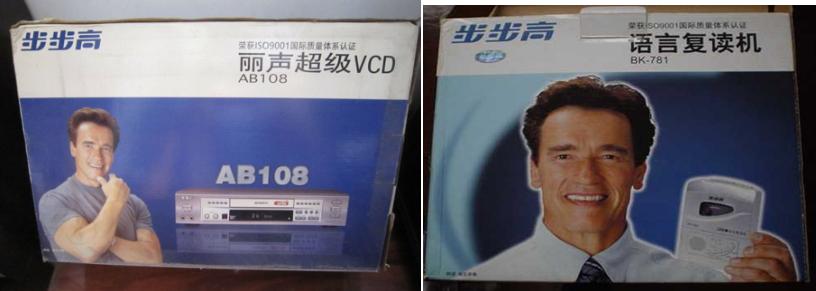 步步高
荣获ISO9001国际质量体系认证
丽声超级VCD
AB108
AB108
步步高
荣获ISO9001国际质量体系认证
语言复读机
BK-781